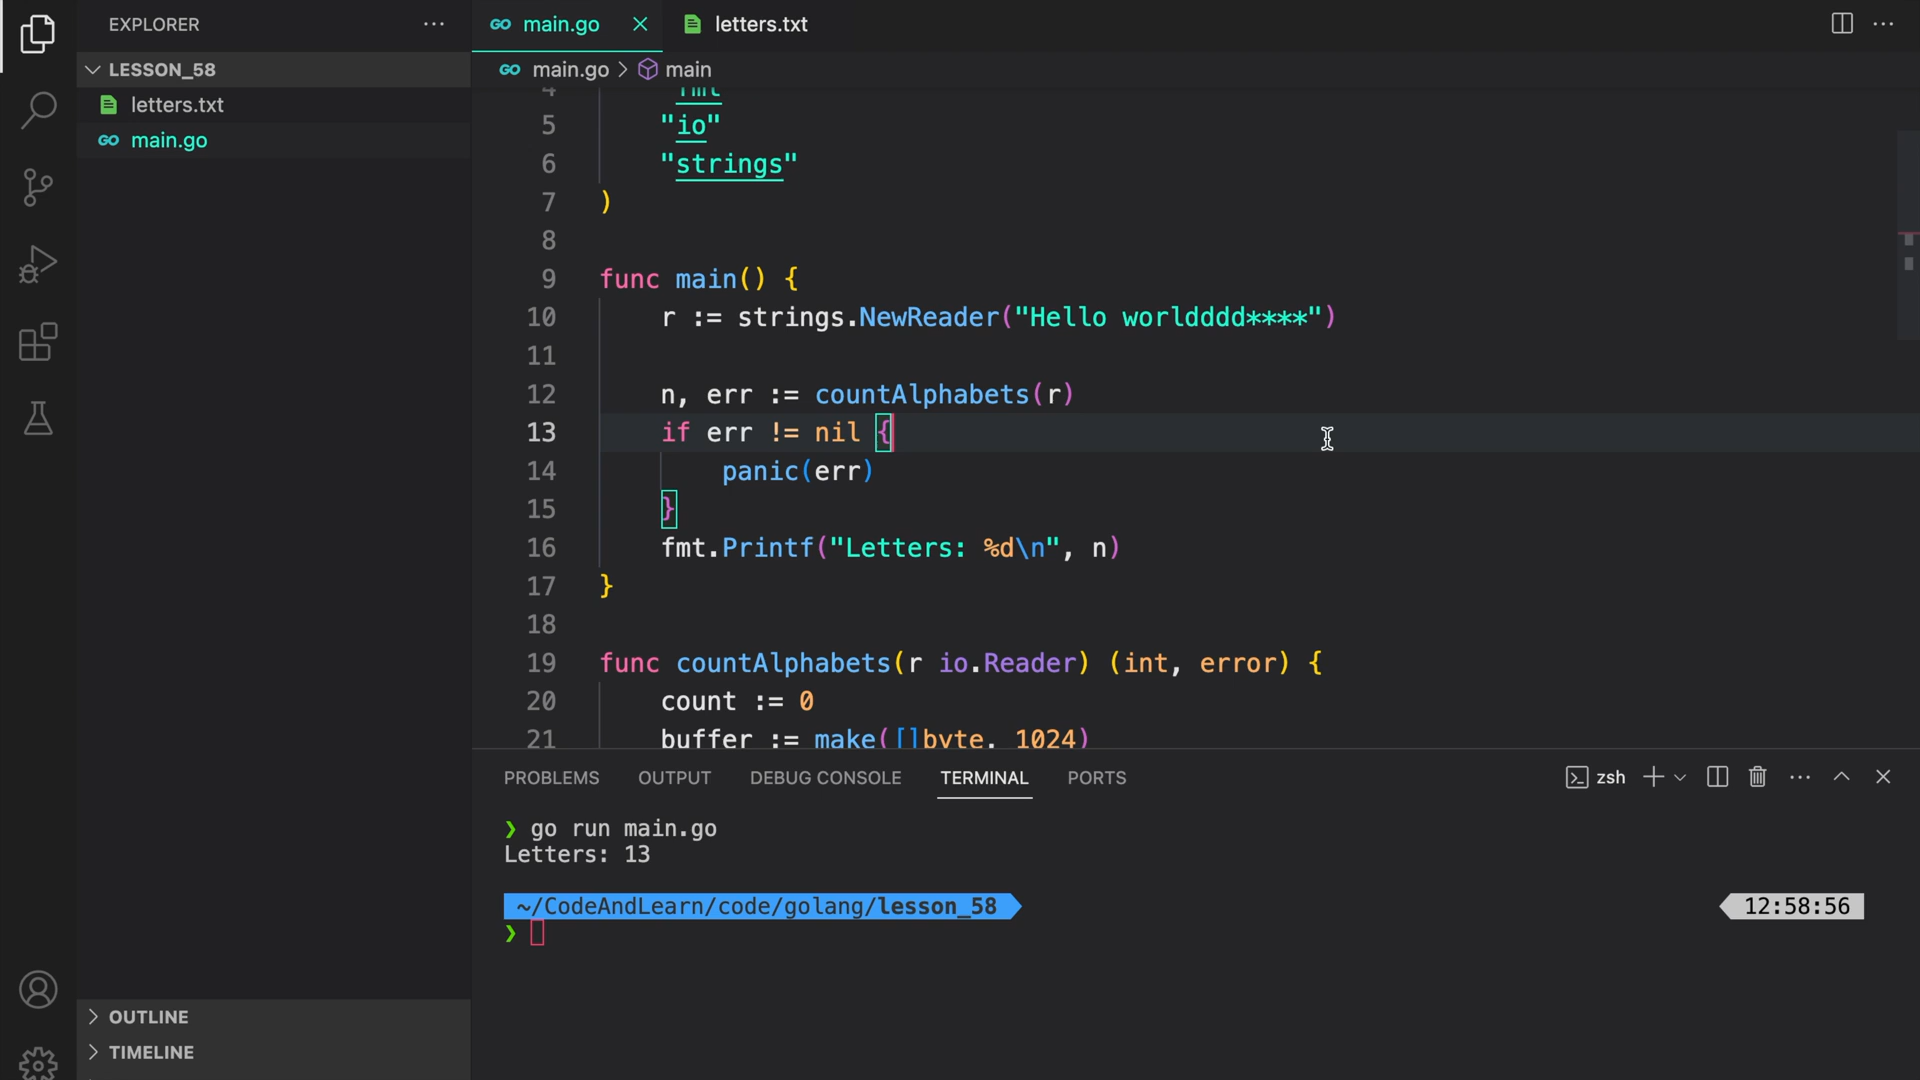 EXPLORER
LESSON_58
letters.txt
main.go
OUTLINE
TIMELINE
main.go
letters.txt
main.go > main
4 fmt
5 "io"
6 "strings"
7 )
8
9 func main() {
10 r := strings.NewReader("Hello worldddd****")
11
12 n, err := countAlphabets(r)
13 if err != nil {
14 panic(err)
15 }
16 fmt.Printf("Letters: %d\n", n)
17 }
18
19 func countAlphabets(r io.Reader) (int, error) {
20 count := 0
21 buffer := make([]byte, 1024)
PROBLEMS OUTPUT DEBUG CONSOLE TERMINAL PORTS
zsh
❯ go run main.go
Letters: 13
~/CodeAndLearn/code/golang/lesson_58 12:58:56
❯